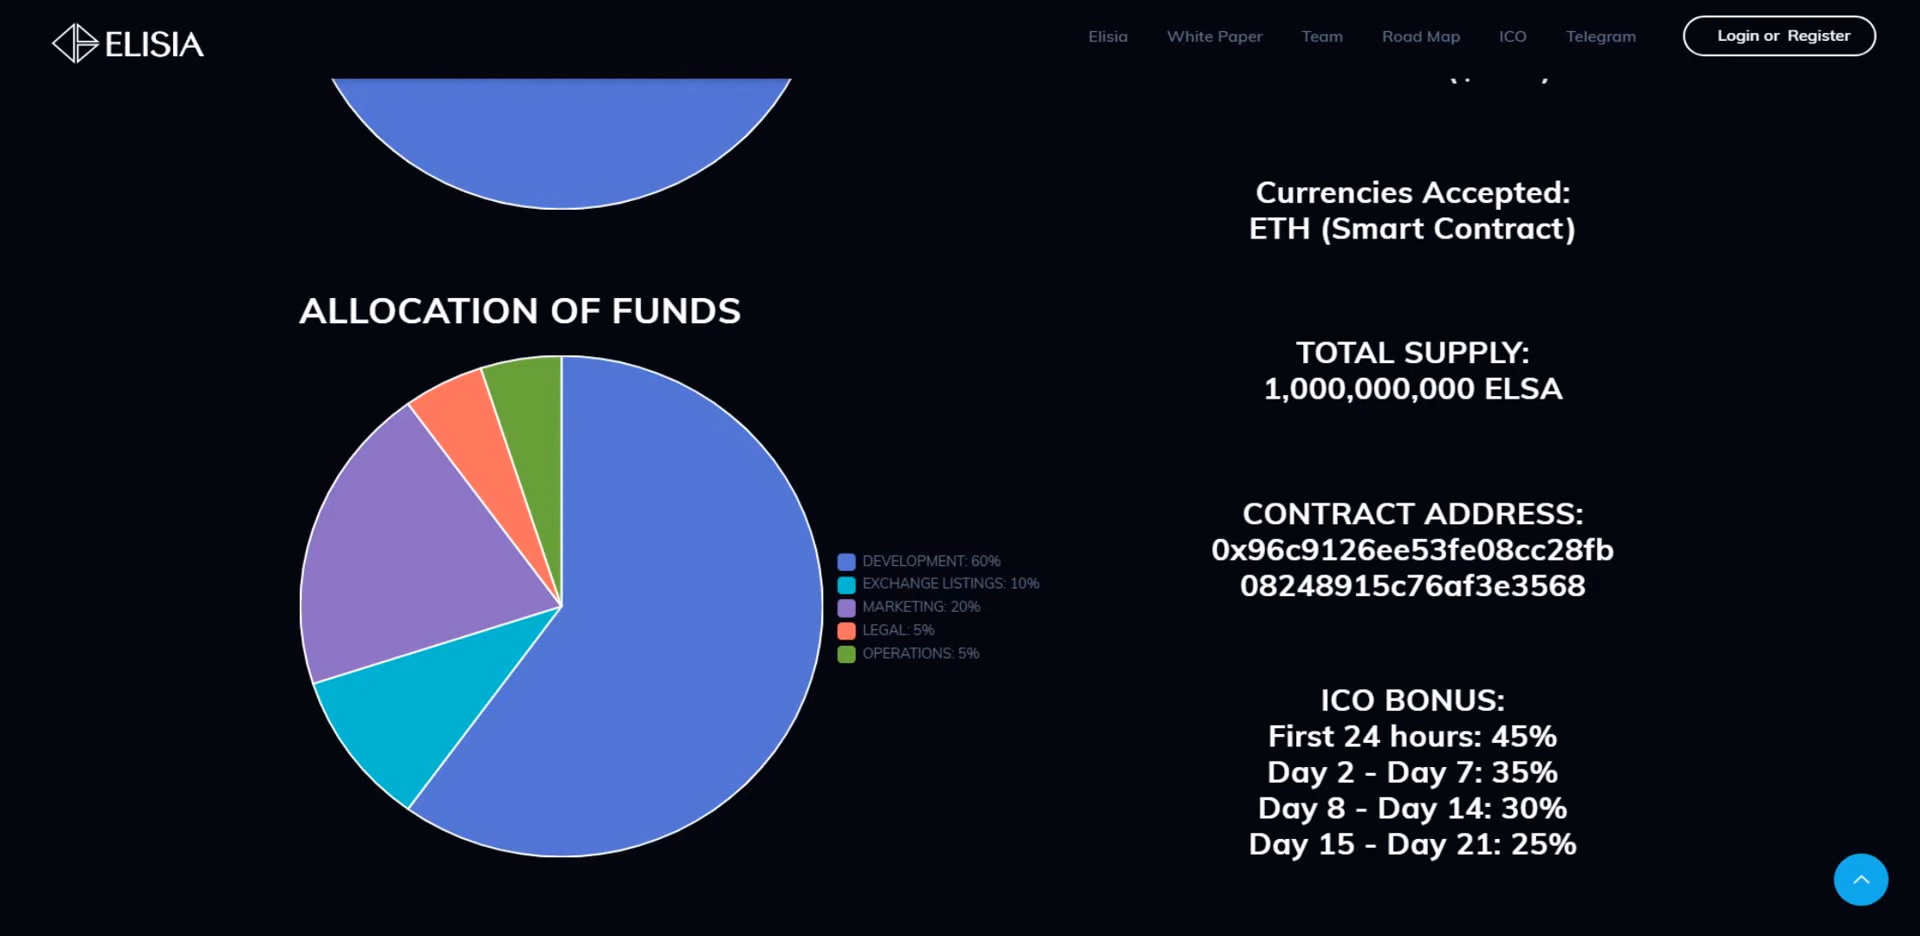 ELISIA
Elisia
White Paper
Team
Road Map
ICO
Telegram
Login or Register
ALLOCATION OF FUNDS
DEVELOPMENT: 60%
EXCHANGE LISTINGS: 10%
MARKETING: 20%
LEGAL: 5%
OPERATIONS: 5%
Currencies Accepted:
ETH (Smart Contract)
TOTAL SUPPLY:
1,000,000,000 ELSA
CONTRACT ADDRESS:
0x96c9126ee53fe08cc28fb
08248915c76af3e3568
ICO BONUS:
First 24 hours: 45%
Day 2 - Day 7: 35%
Day 8 - Day 14: 30%
Day 15 - Day 21: 25%